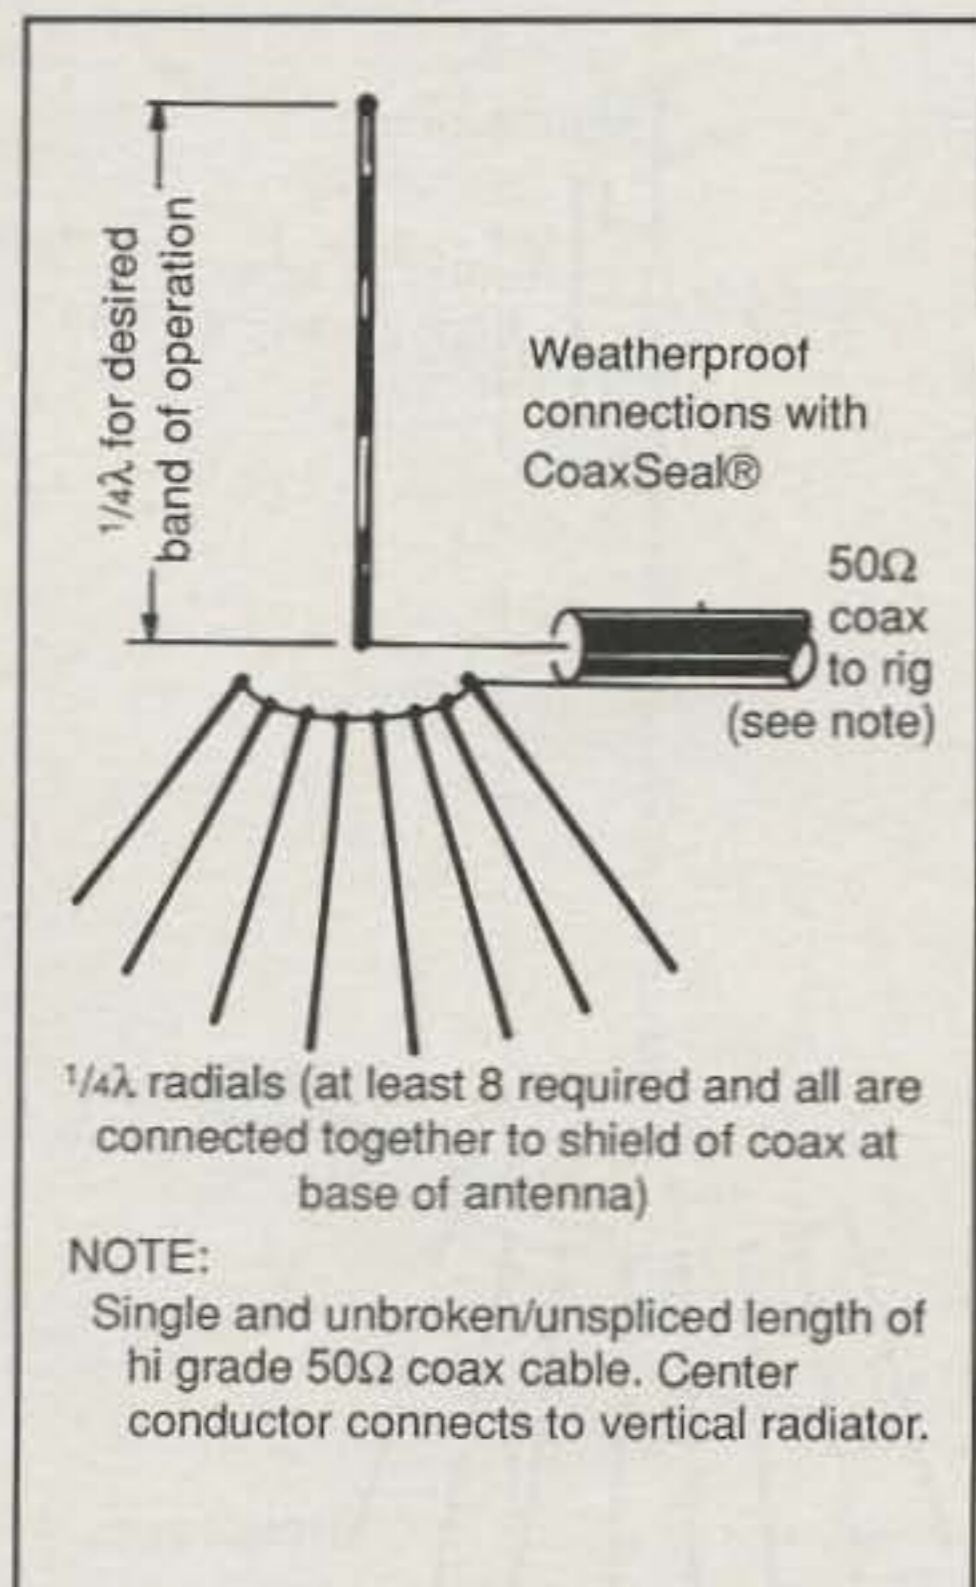 ¹/₄λ for desired
band of operation
Weatherproof
connections with
CoaxSeal®
50Ω
coax
to rig
(see note)
¹/₄λ radials (at least 8 required and all are
connected together to shield of coax at
base of antenna)
NOTE:
Single and unbroken/unspliced length of
hi grade 50Ω coax cable. Center
conductor connects to vertical radiator.